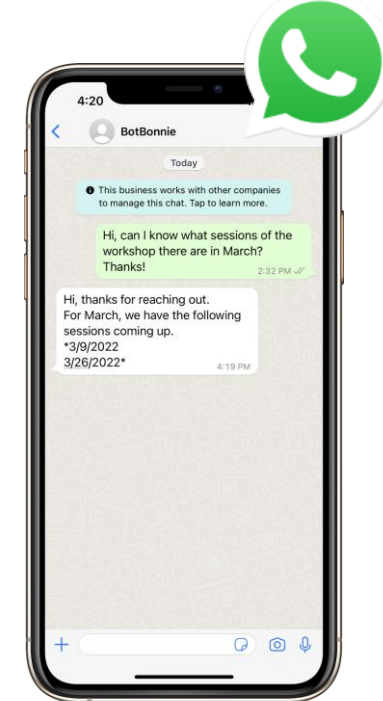 4:20
BotBonnie
Today
This business works with other companies
to manage this chat. Tap to learn more.
Hi, can I know what sessions of the
workshop there are in March?
Thanks!
2:32 PM
Hi, thanks for reaching out.
For March, we have the following
sessions coming up.
*3/9/2022
3/26/2022*
4:19 PM